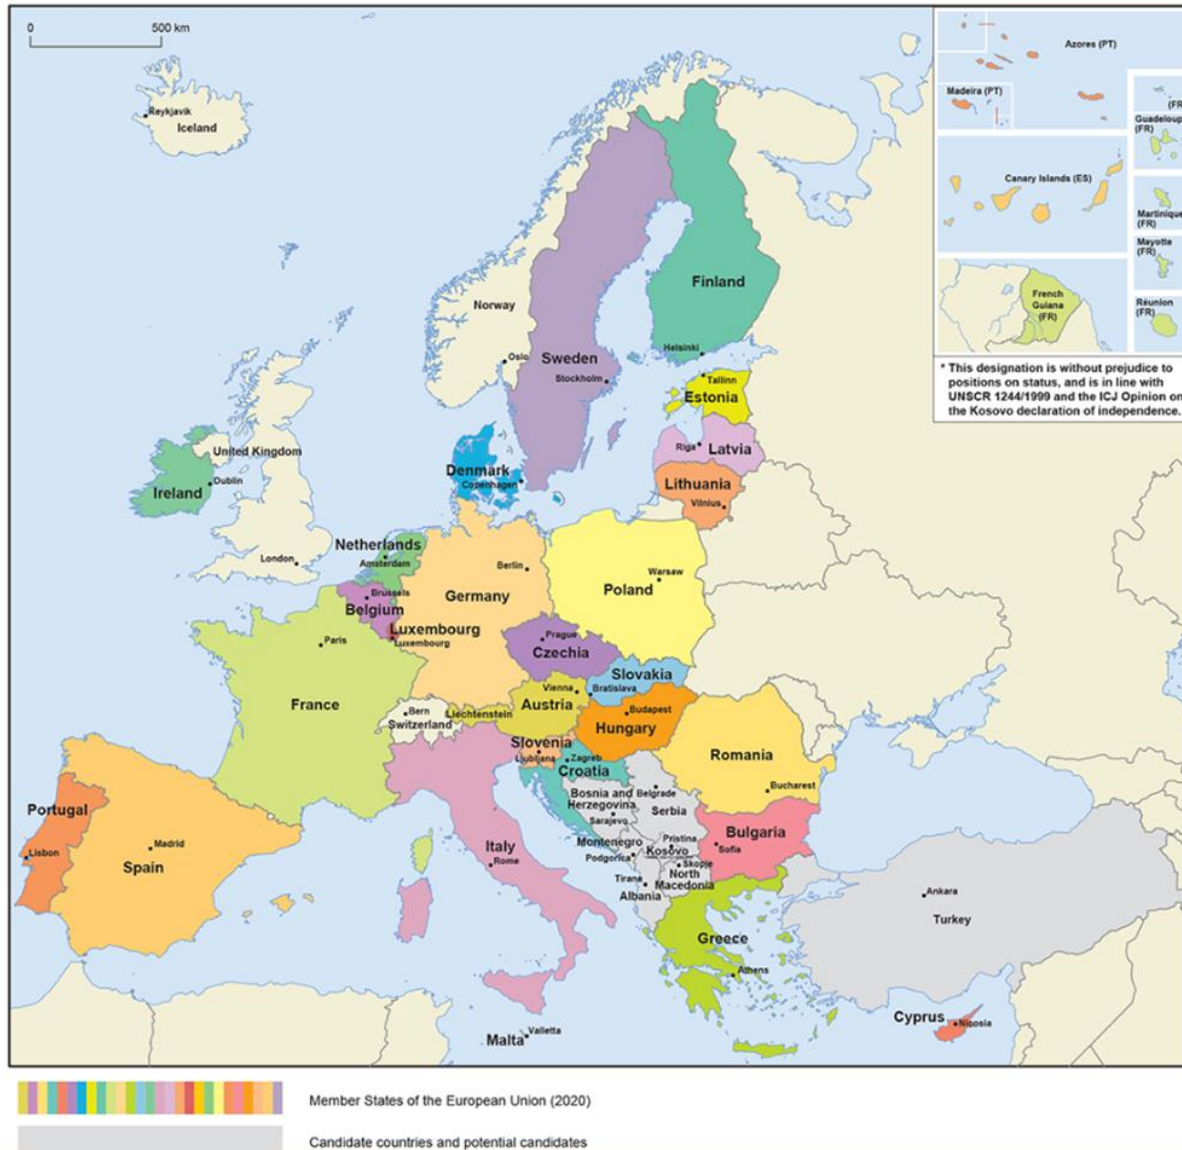 0
500 km
Azores (PT)
Madeira (PT)
(FR
Guadeloup
(FR)
Canary Islands (ES)
Martinique
(FR)
Mayotte
(FR)
French
Guiana
(FR)
Réunion
(FR)
* This designation is without prejudice to
positions on status, and is in line with
UNSCR 1244/1999 and the ICJ Opinion on
the Kosovo declaration of independence.
Reykjavik
Iceland
Norway
Oslo
Sweden
Stockholm
Finland
Helsinki
Tallinn
Estonia
Riga
Latvia
Lithuania
Vilnius
Denmark
Copenhagen
United Kingdom
Dublin
Ireland
London
Netherlands
Amsterdam
Brussels
Belgium
Luxembourg
Luxembourg
Berlin
Germany
Warsaw
Poland
Prague
Czechia
Slovakia
Bratislava
Vienna
Austria
Liechtenstein
Bern
Switzerland
Paris
France
Budapest
Hungary
Slovenia
Ljubljana
Zagreb
Croatia
Romania
Bucharest
Bosnia and
Herzegovina
Sarajevo
Belgrade
Serbia
Montenegro
Podgorica
Pristina
Kosovo
Skopje
North
Macedonia
Tirana
Albania
Bulgaria
Sofia
Portugal
Lisbon
Madrid
Spain
Italy
Rome
Greece
Athens
Ankara
Turkey
Malta
Valletta
Cyprus
Nicosia
Member States of the European Union (2020)
Candidate countries and potential candidates